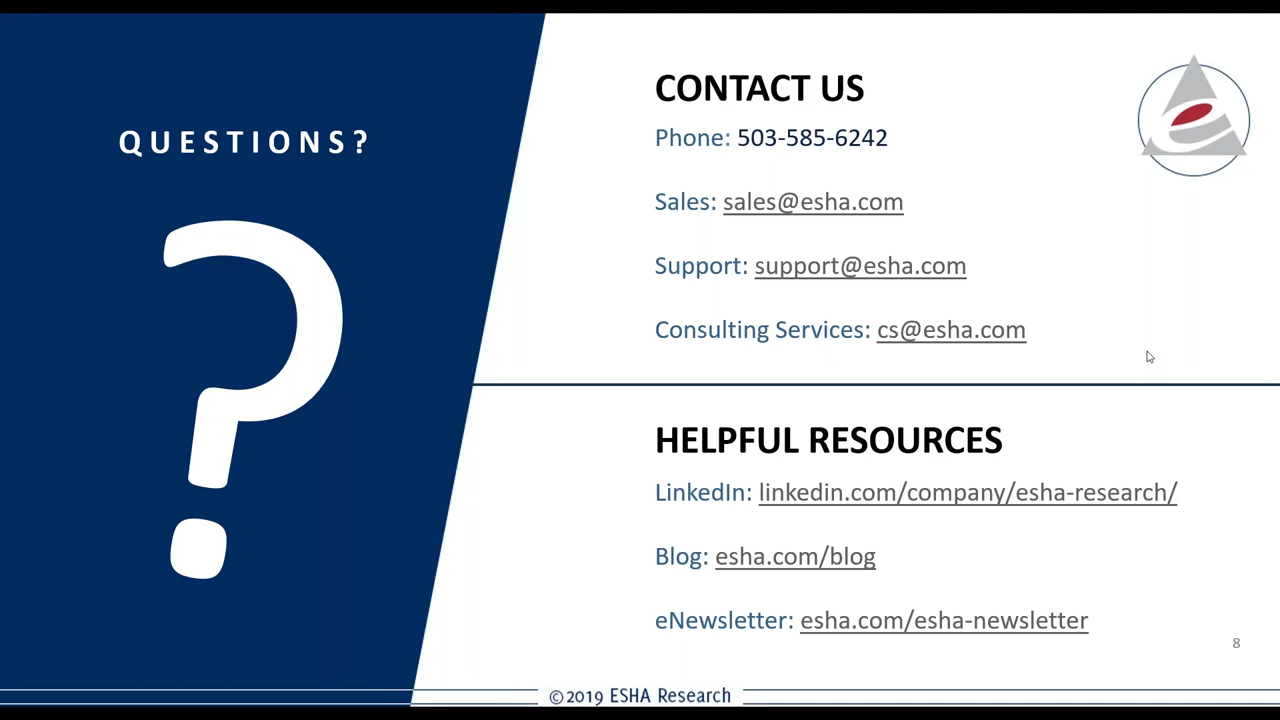 QUESTIONS?
?
CONTACT US
Phone: 503-585-6242
Sales: sales@esha.com
Support: support@esha.com
Consulting Services: cs@esha.com
HELPFUL RESOURCES
LinkedIn: linkedin.com/company/esha-research/
Blog: esha.com/blog
eNewsletter: esha.com/esha-newsletter
8
©2019 ESHA Research